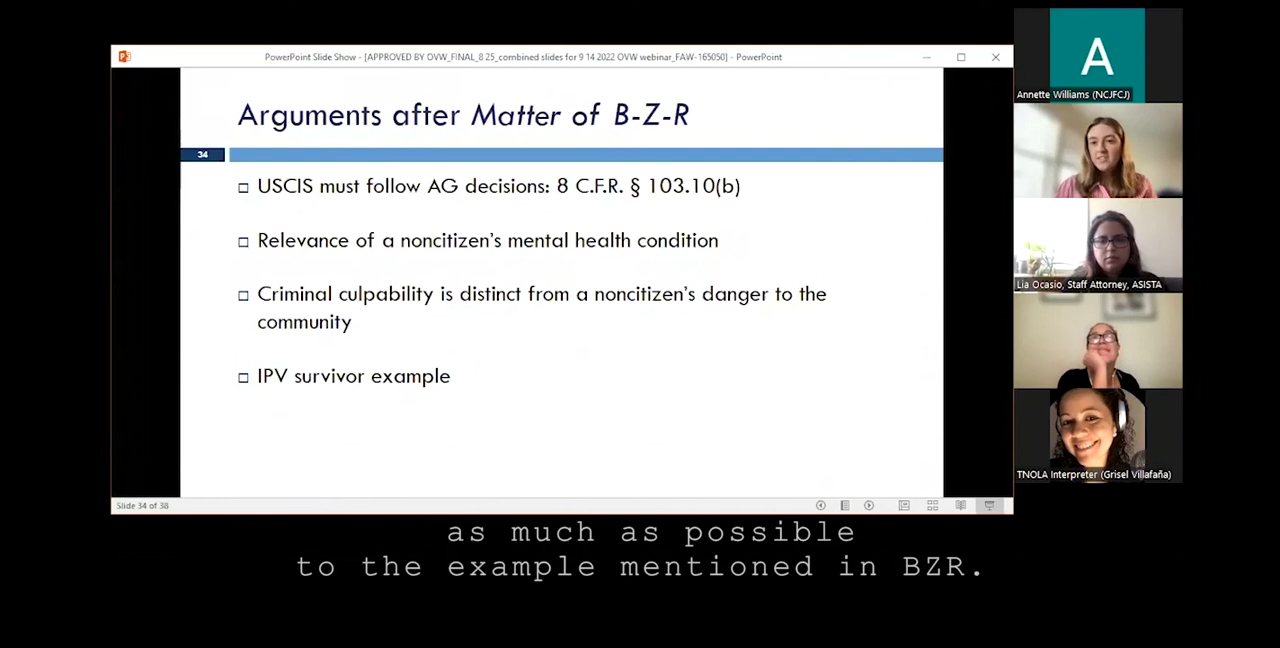 PowerPoint Slide Show - [APPROVED BY OVW_FINAL_8 25_combined slides for 9 14 2022 OVW webinar_FAW-165050] - PowerPoint
Arguments after Matter of B-Z-R
34
□ USCIS must follow AG decisions: 8 C.F.R. § 103.10(b)
□ Relevance of a noncitizen’s mental health condition
□ Criminal culpability is distinct from a noncitizen’s danger to the
community
□ IPV survivor example
Slide 34 of 38
A
Annette Williams (NCJFCJ)
Lia Ocasio, Staff Attorney, ASISTA
TNOLA Interpreter (Grisel Villafaña)
as much as possible
to the example mentioned in BZR.